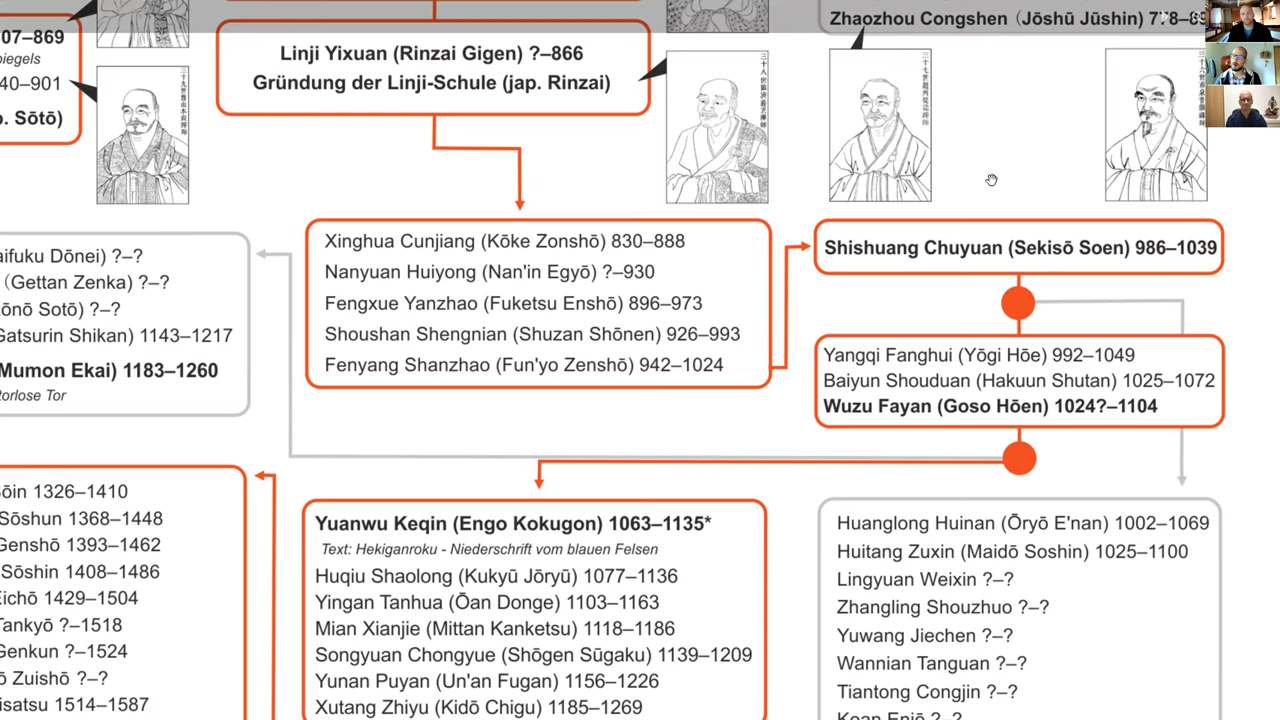 07–869
piegels
40–901
o. Sōtō)
Linji Yixuan (Rinzai Gigen) ?–866
Gründung der Linji-Schule (jap. Rinzai)
Zhaozhou Congshen (Jōshū Jūshin) 778–89
aifuku Dōnei) ?–?
(Gettan Zenka) ?–?
ōnō Sotō) ?–?
Gatsurin Shikan) 1143–1217
(Mumon Ekai) 1183–1260
torlose Tor
Xinghua Cunjiang (Kōke Zonshō) 830–888
Nanyuan Huiyong (Nan'in Egyō) ?–930
Fengxue Yanzhao (Fuketsu Enshō) 896–973
Shoushan Shengnian (Shuzan Shōnen) 926–993
Fenyang Shanzhao (Fun'yo Zenshō) 942–1024
Shishuang Chuyuan (Sekisō Soen) 986–1039
Yangqi Fanghui (Yōgi Hōe) 992–1049
Baiyun Shouduan (Hakuun Shutan) 1025–1072
Wuzu Fayan (Goso Hōen) 1024?–1104
Sōin 1326–1410
Sōshun 1368–1448
Genshō 1393–1462
Sōshin 1408–1486
Eichō 1429–1504
Tankyō ?–1518
Genkun ?–1524
ō Zuishō ?–?
isatsu 1514–1587
Yuanwu Keqin (Engo Kokugon) 1063–1135*
Text: Hekiganroku - Niederschrift vom blauen Felsen
Huqiu Shaolong (Kukyū Jōryū) 1077–1136
Yingan Tanhua (Ōan Donge) 1103–1163
Mian Xianjie (Mittan Kanketsu) 1118–1186
Songyuan Chongyue (Shōgen Sūgaku) 1139–1209
Yunan Puyan (Un'an Fugan) 1156–1226
Xutang Zhiyu (Kidō Chigu) 1185–1269
Huanglong Huinan (Ōryō E'nan) 1002–1069
Huitang Zuxin (Maidō Soshin) 1025–1100
Lingyuan Weixin ?–?
Zhangling Shouzhuo ?–?
Yuwang Jiechen ?–?
Wannian Tanguan ?–?
Tiantong Congjin ?–?
Koan Enjō ?–?